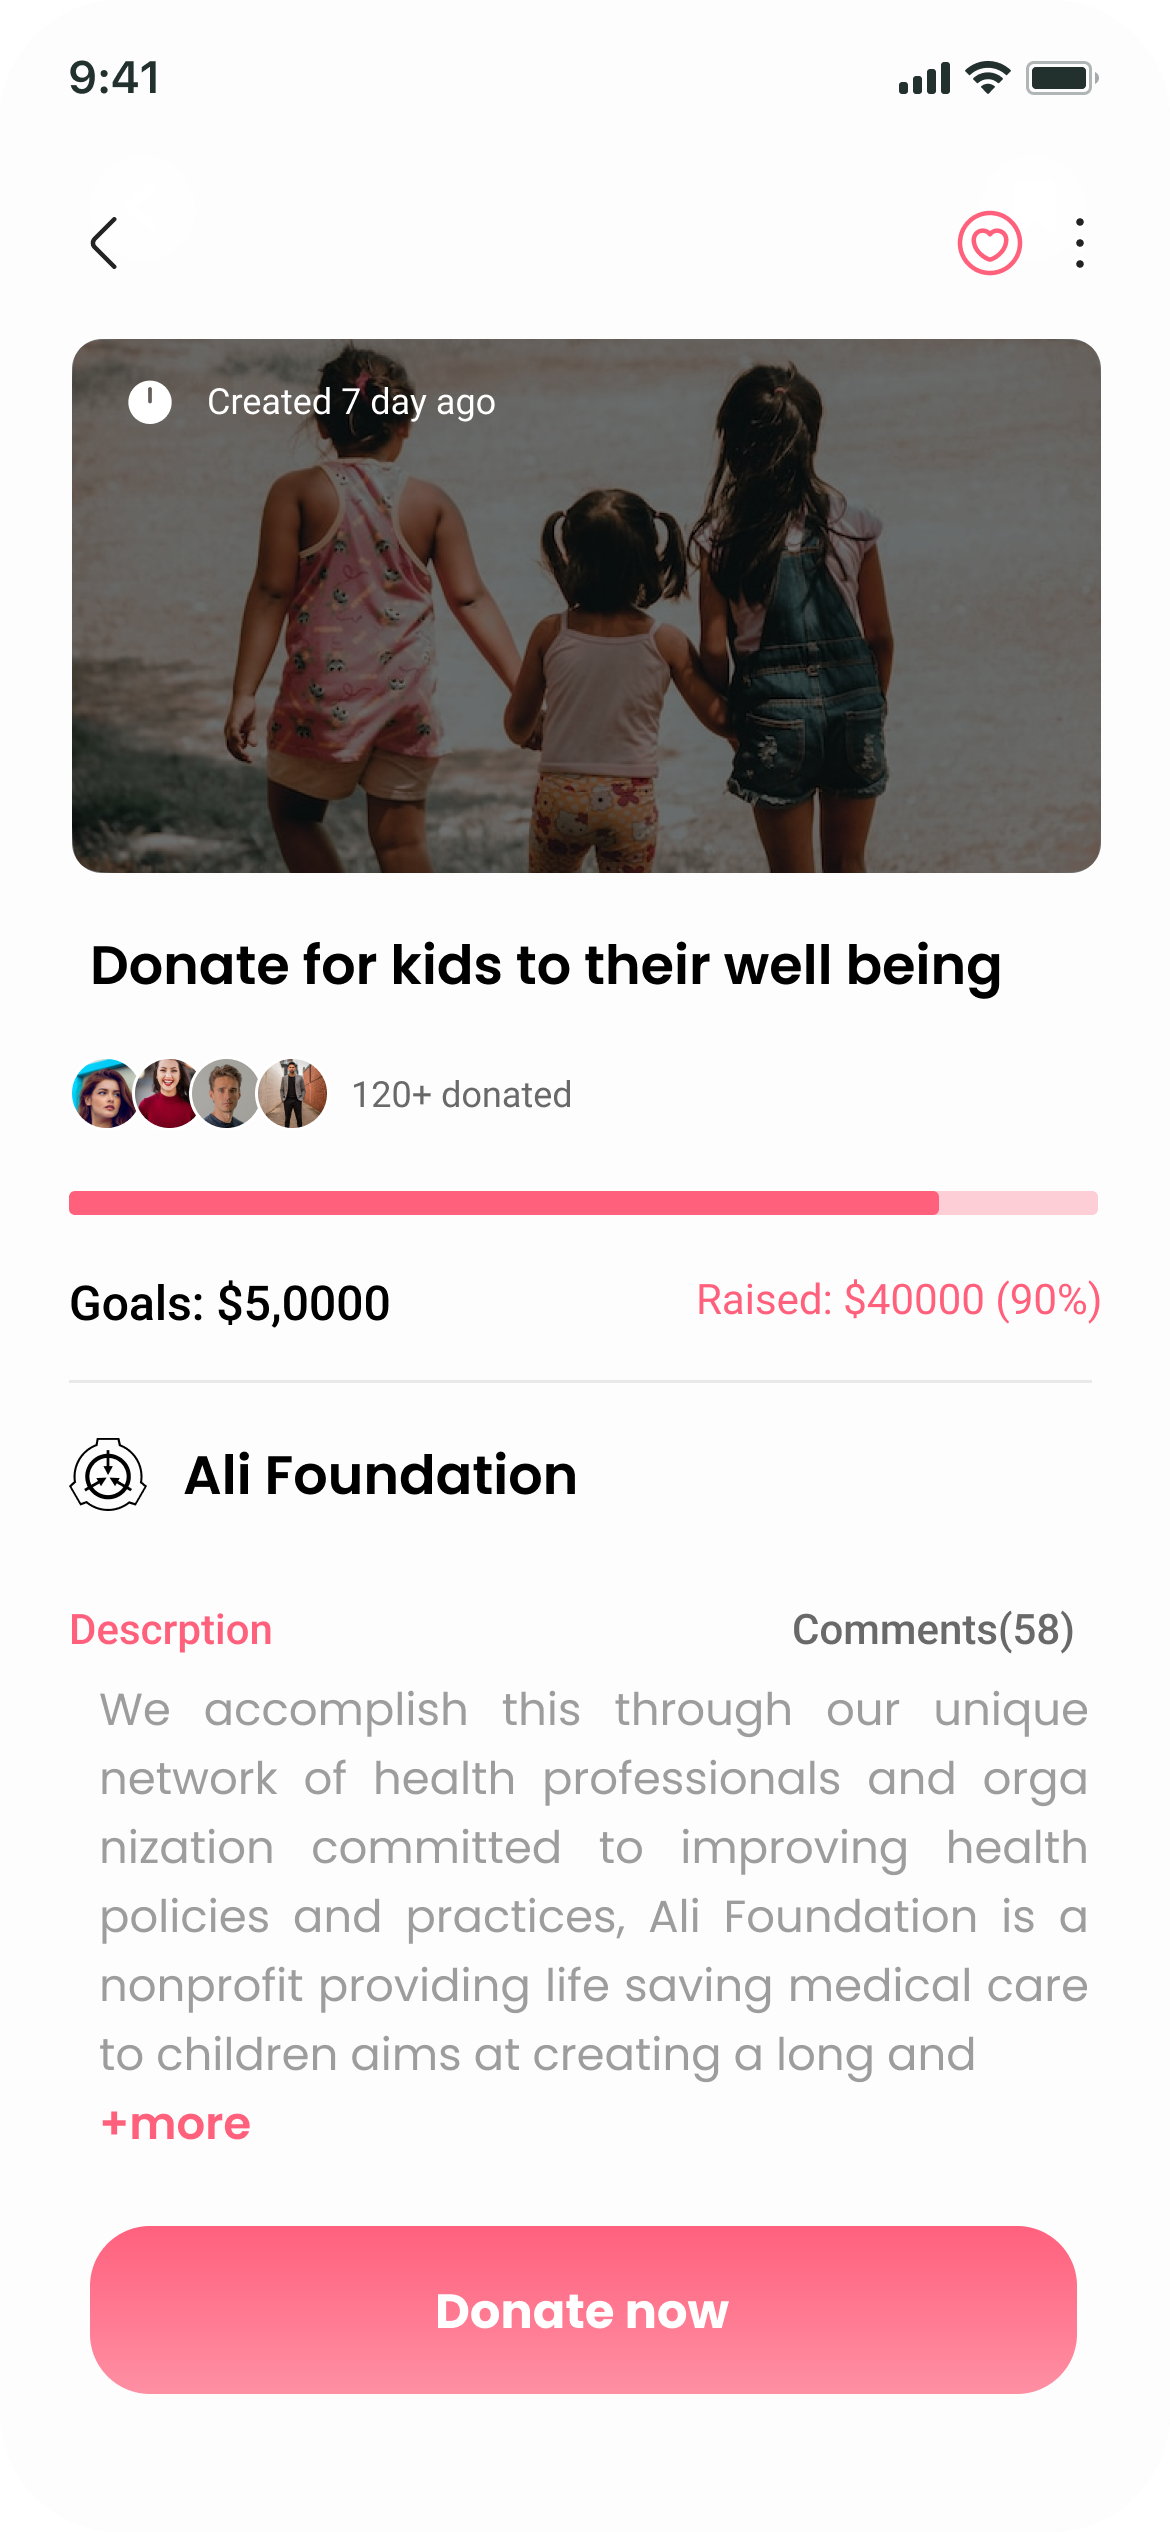 9:41
Created 7 day ago
Donate for kids to their well being
120+ donated
Goals: $5,0000
Raised: $40000 (90%)
Ali Foundation
Descrption
Comments(58)
We accomplish this through our unique
network of health professionals and orga
nization committed to improving health
policies and practices, Ali Foundation is a
nonprofit providing life saving medical care
to children aims at creating a long and
+more
Donate now